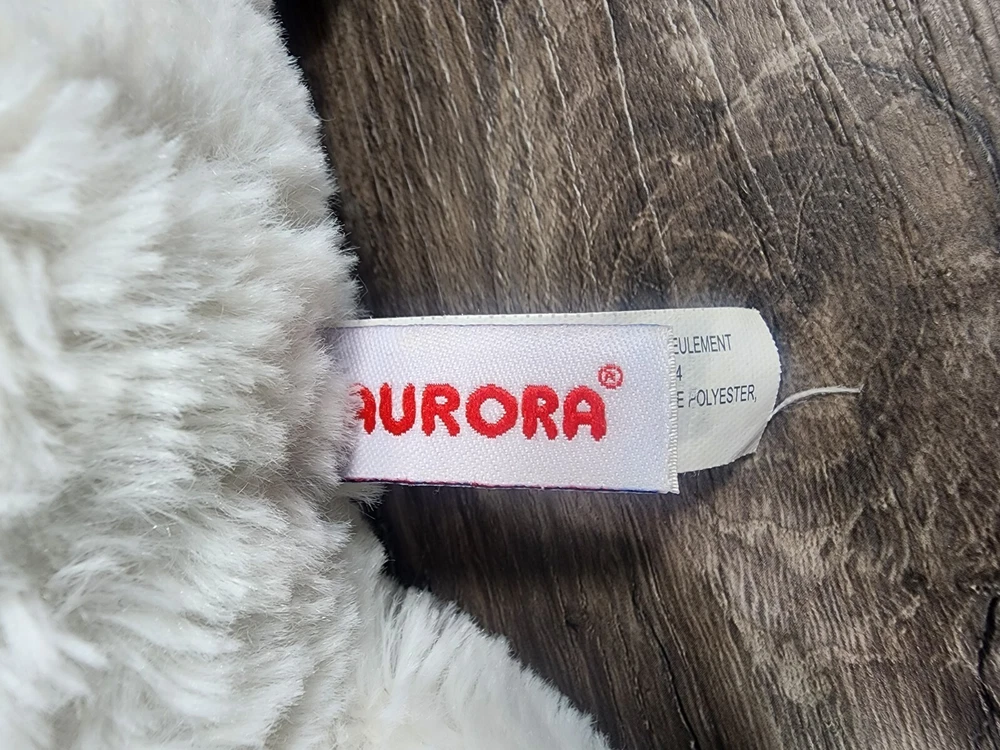 AURORA®
EULEMENT
4
E POLYESTER,